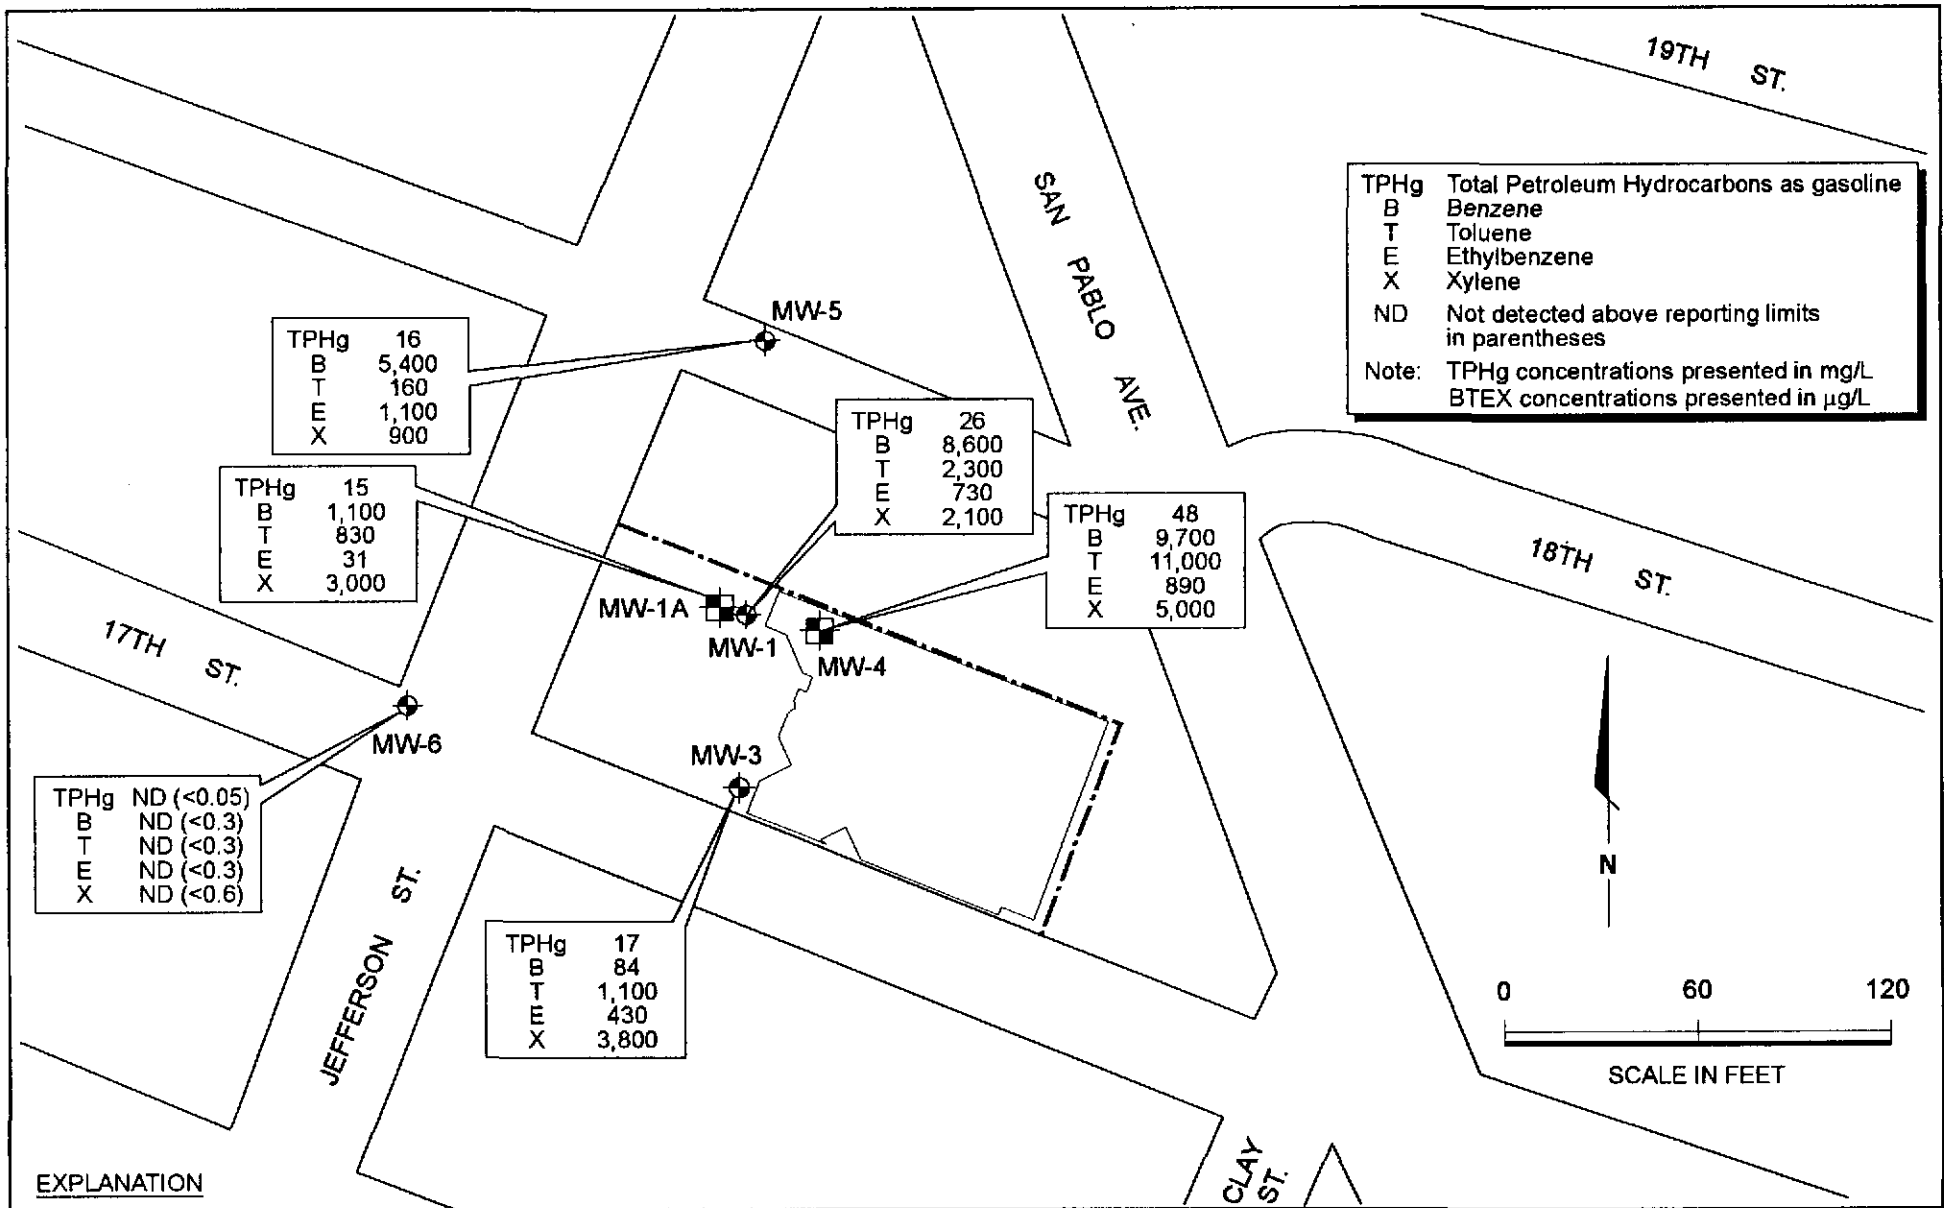 19TH ST.
TPHg Total Petroleum Hydrocarbons as gasoline
B Benzene
T Toluene
E Ethylbenzene
X Xylene
ND Not detected above reporting limits
in parentheses
Note: TPHg concentrations presented in mg/L
BTEX concentrations presented in µg/L
SAN PABLO AVE.
MW-5
TPHg 16
B 5,400
T 160
E 1,100
X 900
TPHg 26
B 8,600
T 2,300
E 730
X 2,100
TPHg 15
B 1,100
T 830
E 31
X 3,000
TPHg 48
B 9,700
T 11,000
E 890
X 5,000
18TH ST.
MW-1A
MW-1
MW-4
17TH ST.
MW-6
MW-3
TPHg ND (<0.05)
B ND (<0.3)
T ND (<0.3)
E ND (<0.3)
X ND (<0.6)
N
JEFFERSON ST.
TPHg 17
B 84
T 1,100
E 430
X 3,800
0 60 120
SCALE IN FEET
CLAY ST.
EXPLANATION